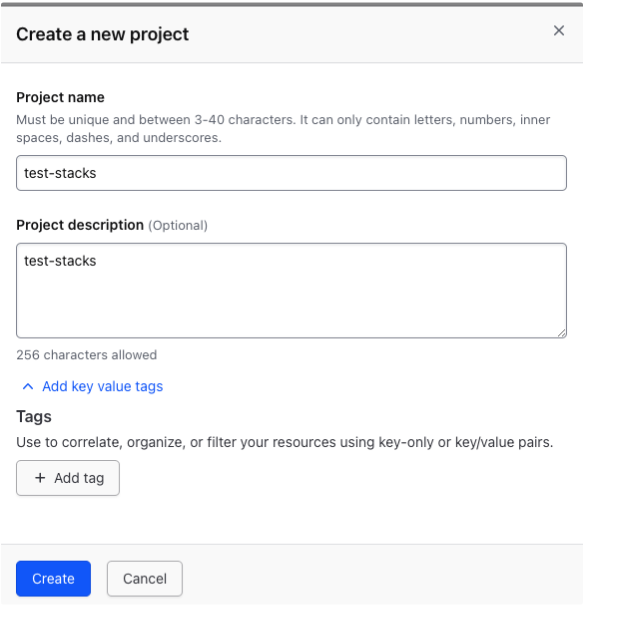 Create a new project
Project name
Must be unique and between 3-40 characters. It can only contain letters, numbers, inner
spaces, dashes, and underscores.
test-stacks
Project description (Optional)
test-stacks
256 characters allowed
Add key value tags
Tags
Use to correlate, organize, or filter your resources using key-only or key/value pairs.
+ Add tag
Create Cancel